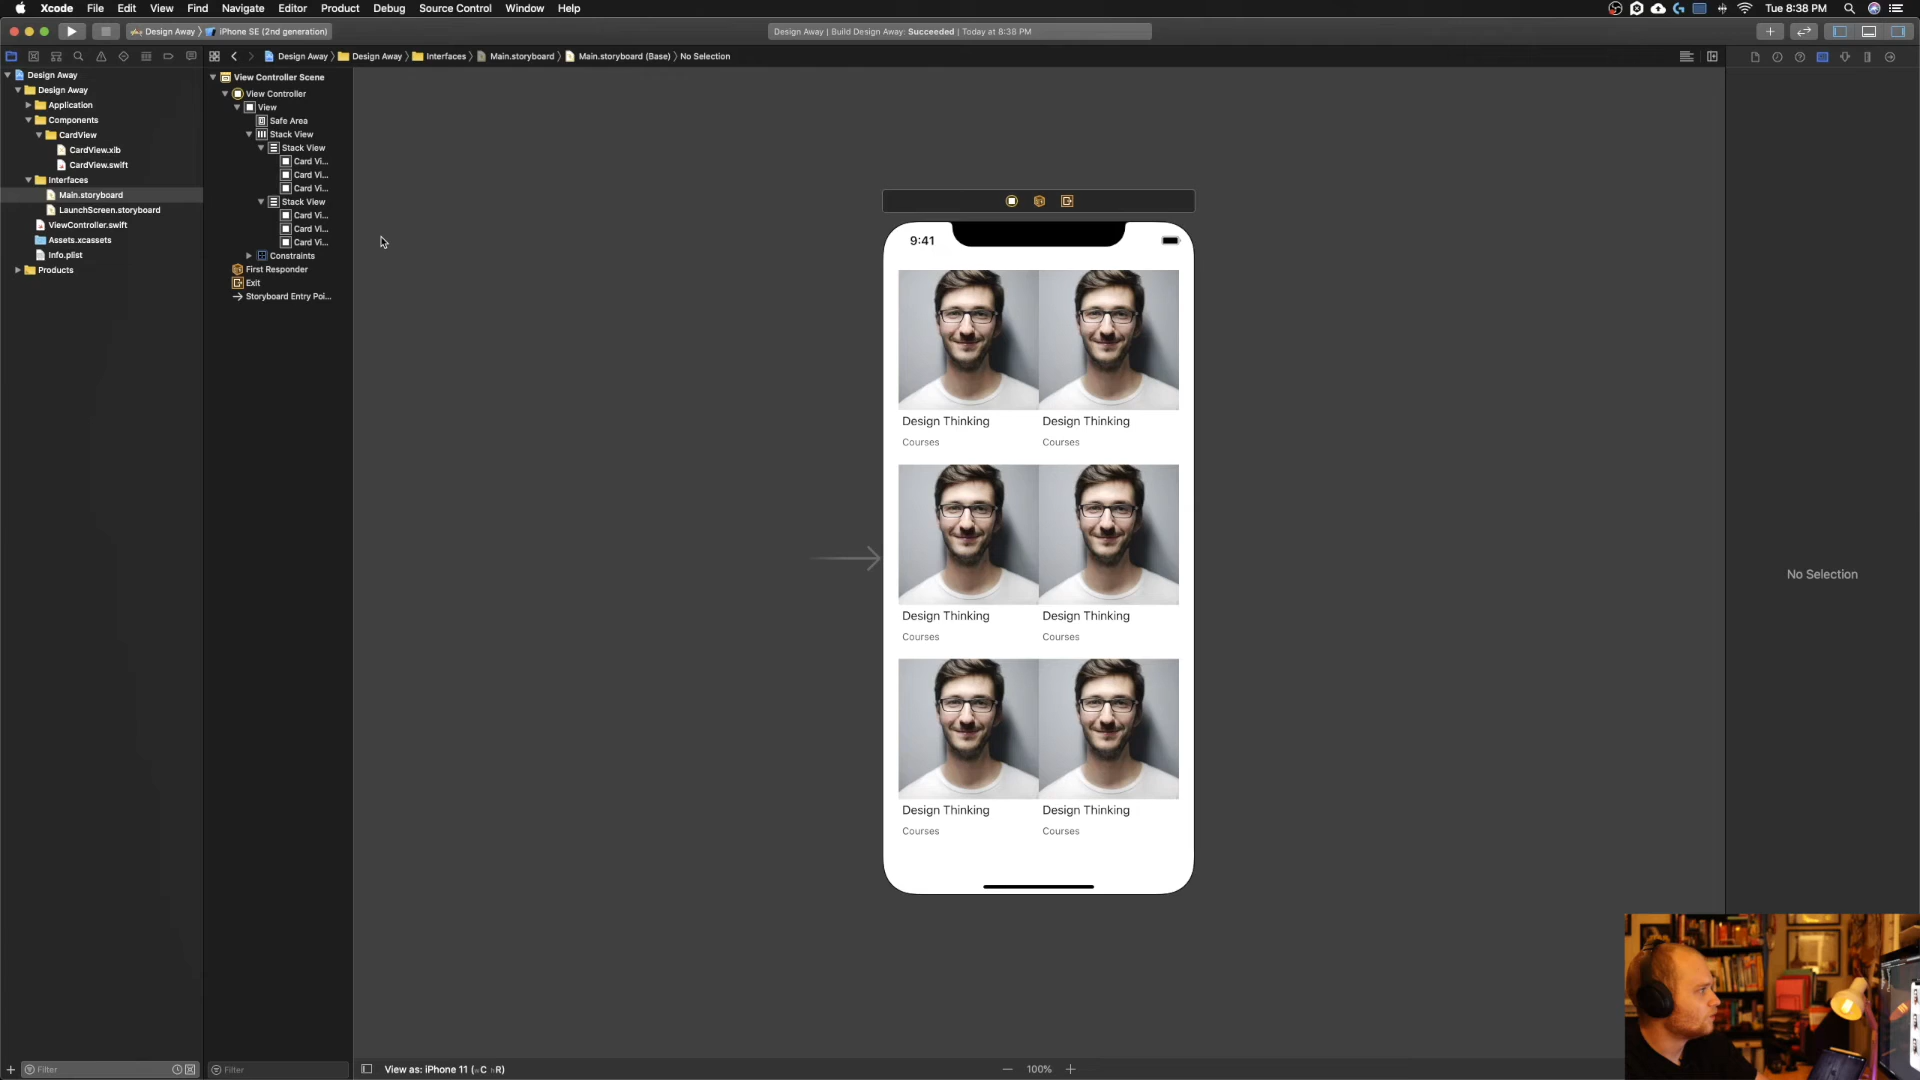 Xcode File Edit View Find Navigate Editor Product Debug Source Control Window Help Tue 8:38 PM
Design Away iPhone SE (2nd generation) Design Away | Build Design Away: Succeeded | Today at 8:38 PM
Design Away Design Away Interfaces Main.storyboard Main.storyboard (Base) No Selection
Design Away
Design Away
Application
Components
CardView
CardView.xib
CardView.swift
Interfaces
Main.storyboard
LaunchScreen.storyboard
ViewController.swift
Assets.xcassets
Info.plist
Products
View Controller Scene
View Controller
View
Safe Area
Stack View
Stack View
Card Vi...
Card Vi...
Card Vi...
Stack View
Card Vi...
Card Vi...
Card Vi...
Constraints
First Responder
Exit
Storyboard Entry Poi...
9:41
Design Thinking Design Thinking
Courses Courses
Design Thinking Design Thinking
Courses Courses
Design Thinking Design Thinking
Courses Courses
No Selection
Filter Filter View as: iPhone 11 (wC hR) 100%